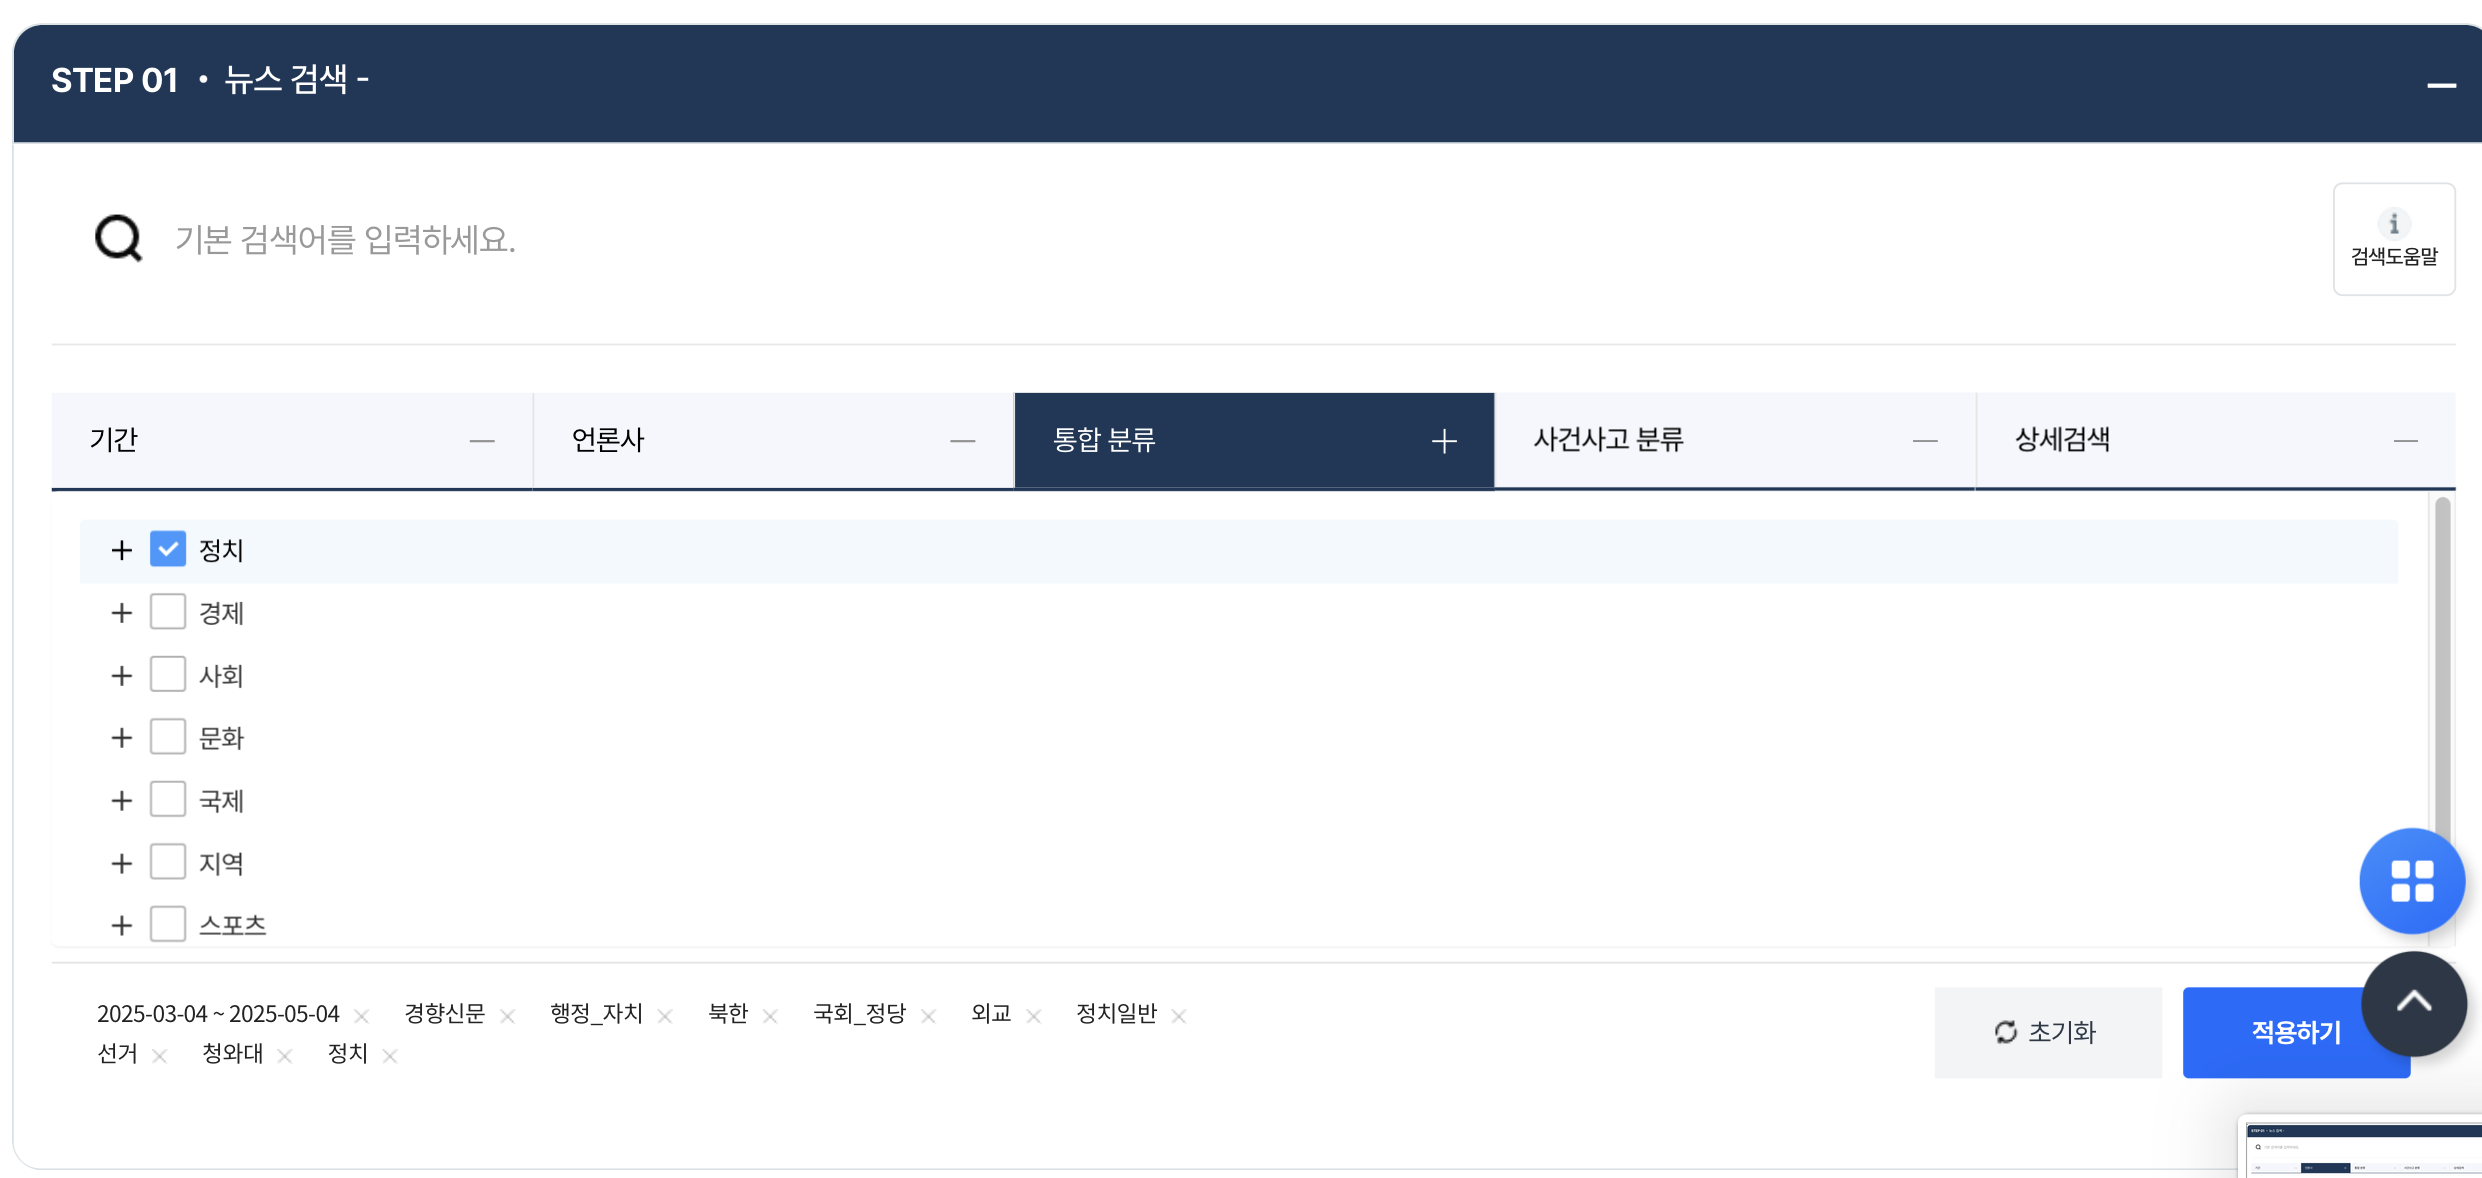 STEP 01 • 뉴스 검색 -
기본 검색어를 입력하세요.
i
검색도움말
기간 언론사 통합 분류 사건사고 분류 상세검색
정치
경제
사회
문화
국제
지역
스포츠
2025-03-04 ~ 2025-05-04 경향신문 행정_자치 북한 국회_정당 외교 정치일반
선거 청와대 정치
초기화
적용하기